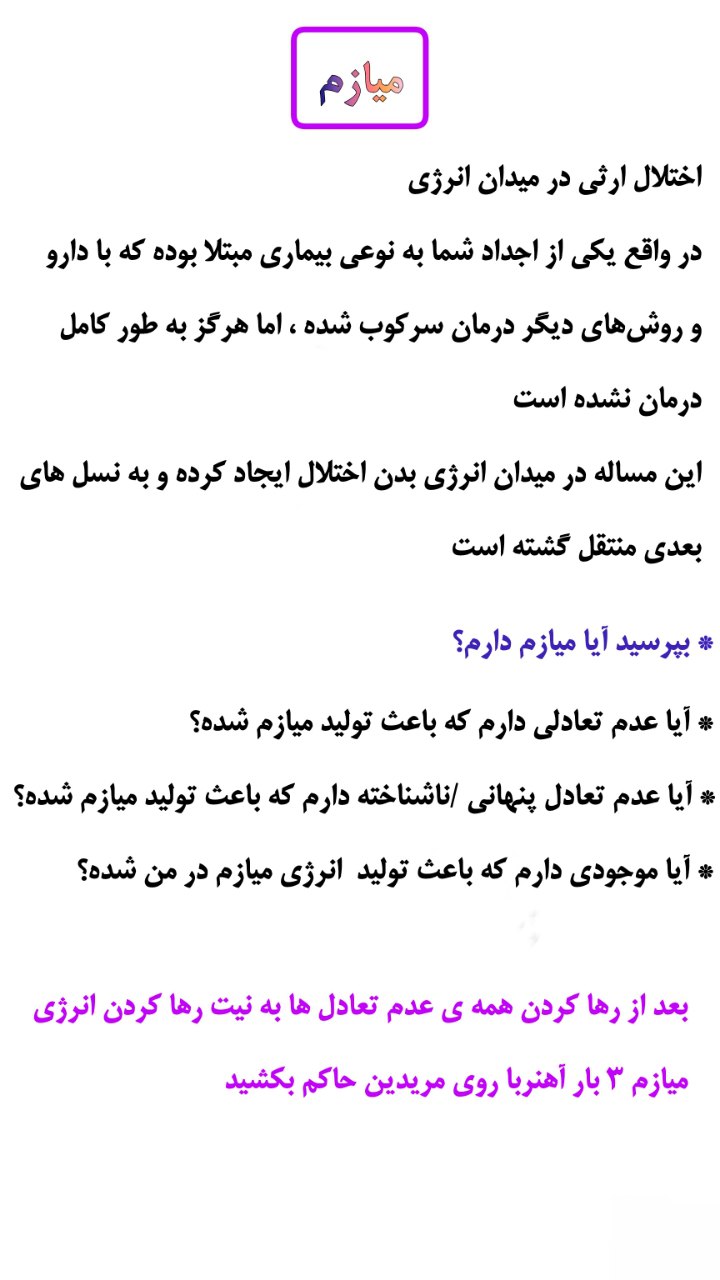 میازم
اختلال ارثی در میدان انرژی
در واقع یکی از اجداد شما به نوعی بیماری مبتلا بوده که با دارو
و روش‌های دیگر درمان سرکوب شده ، اما هرگز به طور کامل
درمان نشده است
این مساله در میدان انرژی بدن اختلال ایجاد کرده و به نسل های
بعدی منتقل گشته است
* بپرسید آیا میازم دارم؟
* آیا عدم تعادلی دارم که باعث تولید میازم شده؟
* آیا عدم تعادل پنهانی /ناشناخته دارم که باعث تولید میازم شده؟
* آیا موجودی دارم که باعث تولید انرژی میازم در من شده؟
بعد از رها کردن همه ی عدم تعادل ها به نیت رها کردن انرژی
میازم ۳ بار آهنربا روی مریدین حاکم بکشید